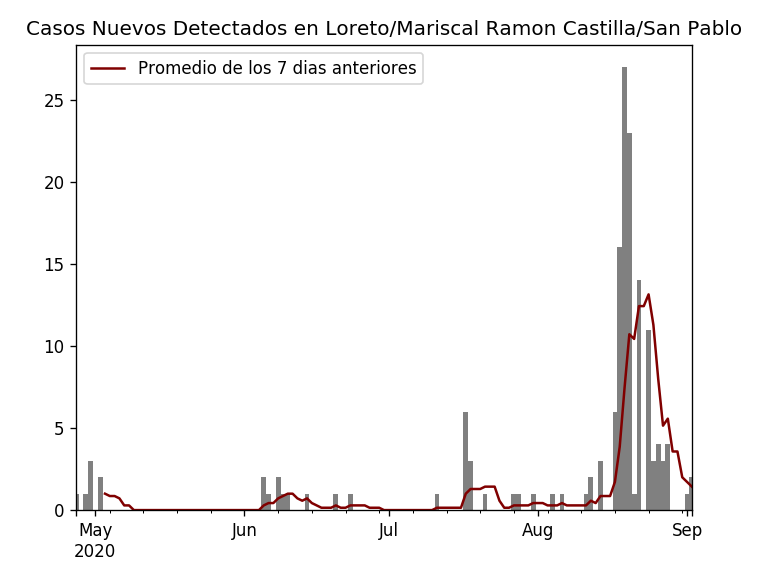 Casos Nuevos Detectados en Loreto/Mariscal Ramon Castilla/San Pablo
Promedio de los 7 dias anteriores
25
20
15
10
5
0
May Jun Jul Aug Sep
2020